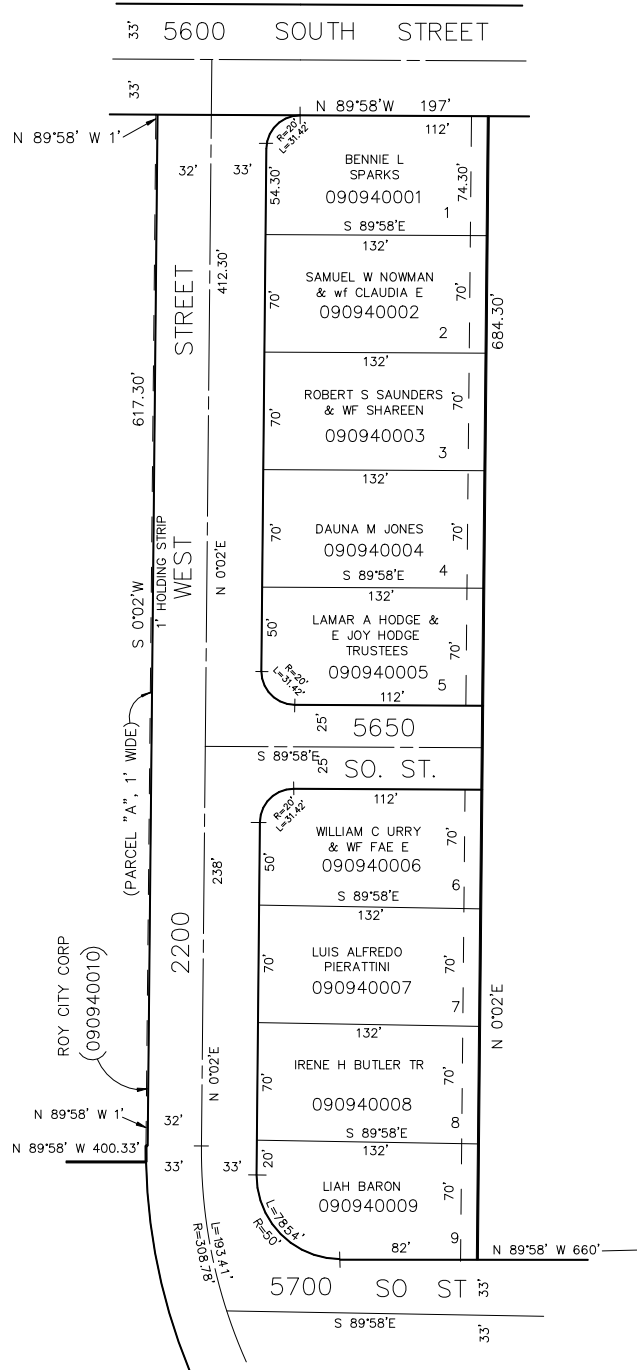 33'
5600 SOUTH STREET
33'
N 89°58'W 197'
N 89°58' W 1'
R=20'
L=31.42'
112'
32'
33'
54.30'
BENNIE L
SPARKS
090940001
74.30'
1
S 89°58'E
132'
412.30'
STREET
70'
SAMUEL W NOWMAN
& wf CLAUDIA E
090940002
70'
2
684.30'
132'
617.30'
70'
ROBERT S SAUNDERS
& WF SHAREEN
090940003
70'
3
132'
S 0°02'W
1' HOLDING STRIP
WEST
N 0°02'E
70'
DAUNA M JONES
090940004
70'
4
S 89°58'E
132'
50'
LAMAR A HODGE &
E JOY HODGE
TRUSTEES
090940005
70'
5
R=20'
L=31.42'
112'
(PARCEL "A", 1' WIDE)
25'
5650
S 89°58'E
25'
SO. ST.
R=20'
L=31.42'
112'
238'
50'
WILLIAM C URRY
& WF FAE E
090940006
70'
6
S 89°58'E
132'
2200
70'
LUIS ALFREDO
PIERATTINI
090940007
70'
7
N 0°02'E
132'
ROY CITY CORP
(090940010)
N 0°02'E
70'
IRENE H BUTLER TR
090940008
70'
8
S 89°58'E
132'
N 89°58' W 1'
32'
N 89°58' W 400.33'
33'
33'
20'
LIAH BARON
090940009
70'
9
L=7854'
R=50'
82'
N 89°58' W 660'
L=193.41'
R=308.78'
5700 SO ST
33'
S 89°58'E
33'